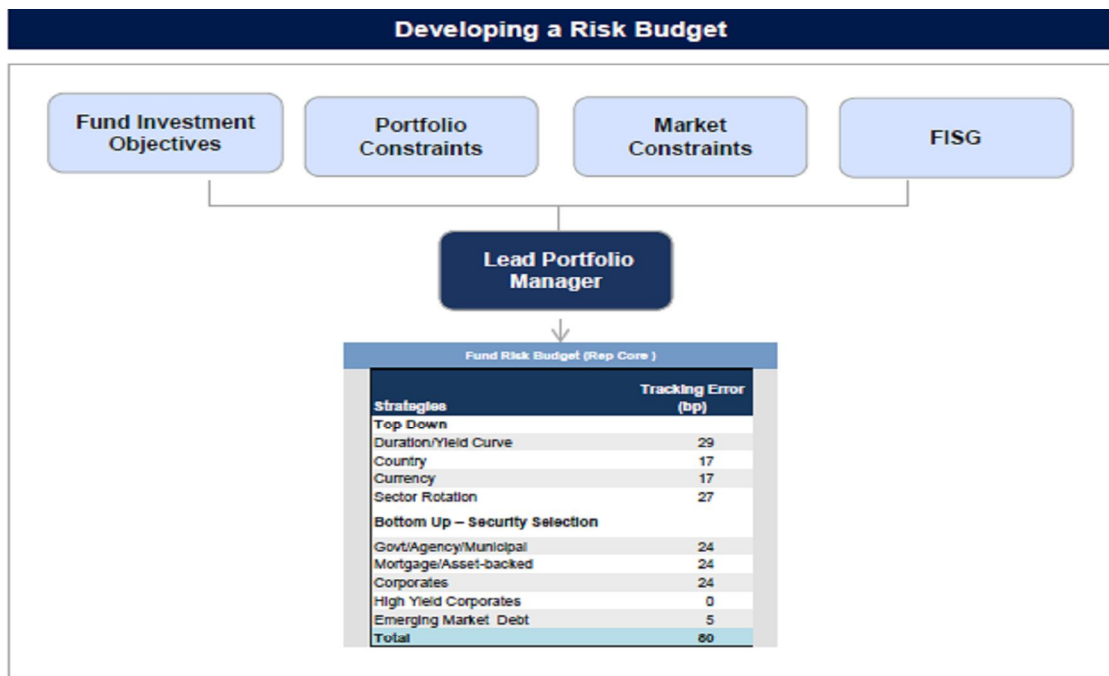 Developing a Risk Budget
Fund Investment
Objectives
Portfolio
Constraints
Market
Constraints
FISG
Lead Portfolio
Manager
Fund Risk Budget (Rep Core )
Strategies Tracking Error
(bp)
Top Down
Duration/Yield Curve 29
Country 17
Currency 17
Sector Rotation 27
Bottom Up – Security Selection
Govt/Agency/Municipal 24
Mortgage/Asset-backed 24
Corporates 24
High Yield Corporates 0
Emerging Market Debt 5
Total 60